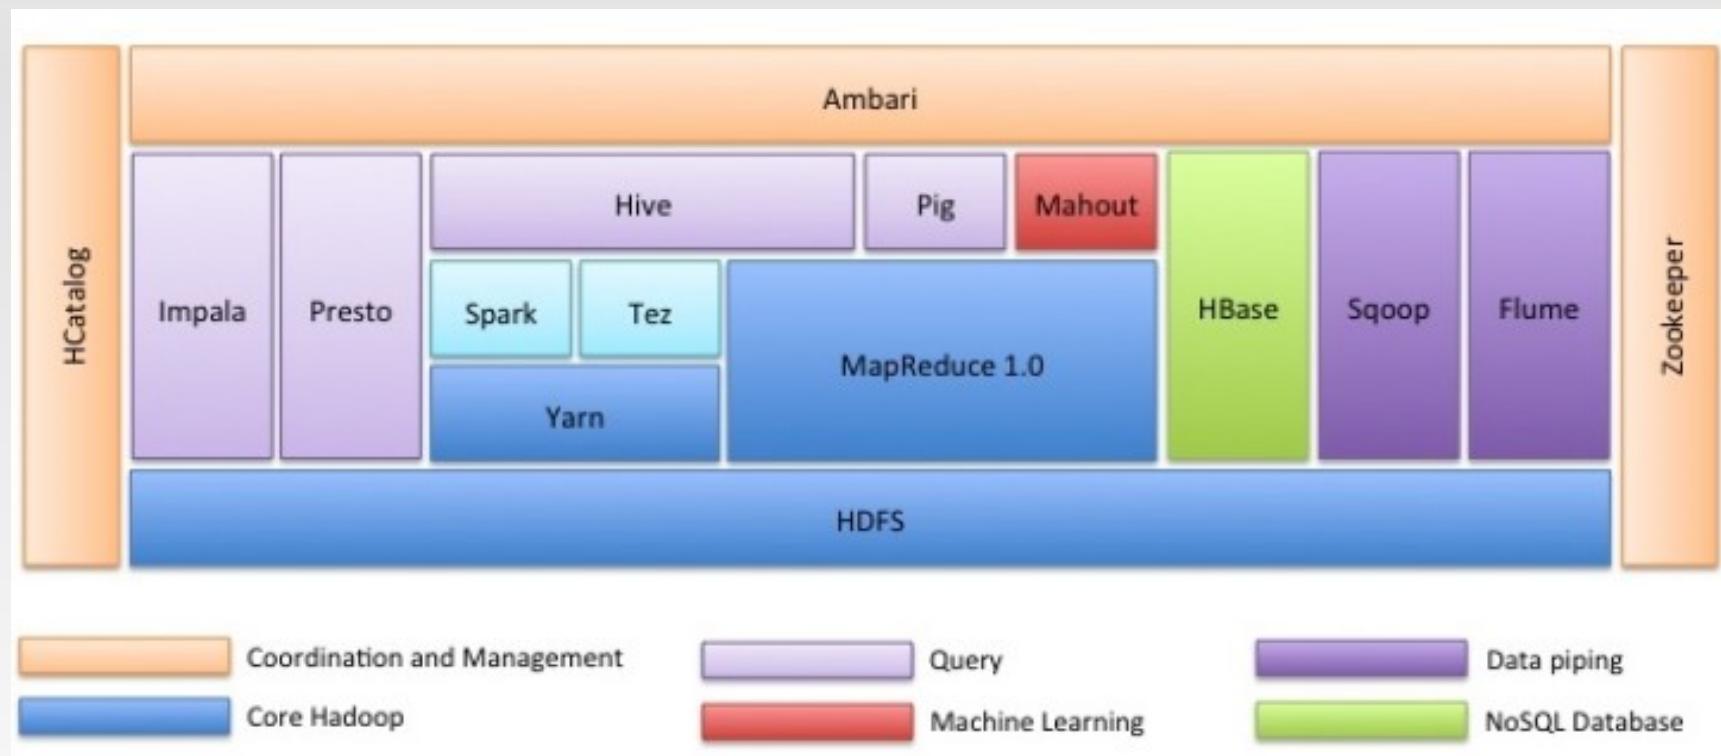 Ambari
HCatalog
Zookeeper
Impala
Presto
Hive
Pig
Mahout
Spark
Tez
Yarn
MapReduce 1.0
HBase
Sqoop
Flume
HDFS
Coordination and Management
Query
Data piping
Core Hadoop
Machine Learning
NoSQL Database